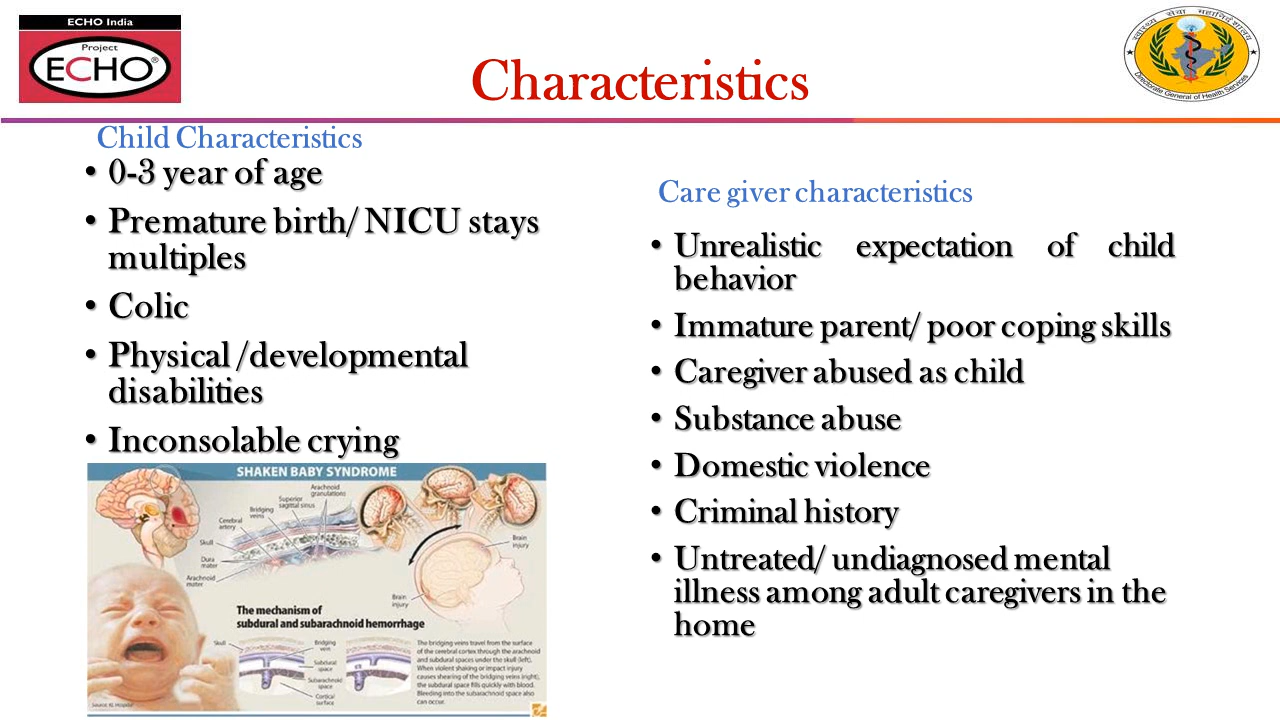 ECHO India
Project
ECHO®
स्वास्थ्य सेवा महानिदेशालय
Directorate General of Health Services
Characteristics
Child Characteristics
• 0-3 year of age
• Premature birth/ NICU stays
multiples
• Colic
• Physical /developmental
disabilities
• Inconsolable crying
SHAKEN BABY SYNDROME
Arachnoid
granulations
Superior
sagittal sinus
Bridging
veins
Cerebral
artery
Skull
Dura
mater
Arachnoid
mater
Brain
injury
Brain
injury
The mechanism of
subdural and subarachnoid hemorrhage
Skull
Bridging
vein
Subdural
space
Subarachnoid
space
Cortical
surface
The bridging veins travel from the surface
of the cerebral cortex through the arachnoid
and subdural spaces under the skull (left).
When violent shaking or impact injury
causes shearing of the bridging veins (right),
the subdural space fills quickly with blood.
Bleeding into the subarachnoid space also
can occur.
Care giver characteristics
• Unrealistic expectation of child
behavior
• Immature parent/ poor coping skills
• Caregiver abused as child
• Substance abuse
• Domestic violence
• Criminal history
• Untreated/ undiagnosed mental
illness among adult caregivers in the
home